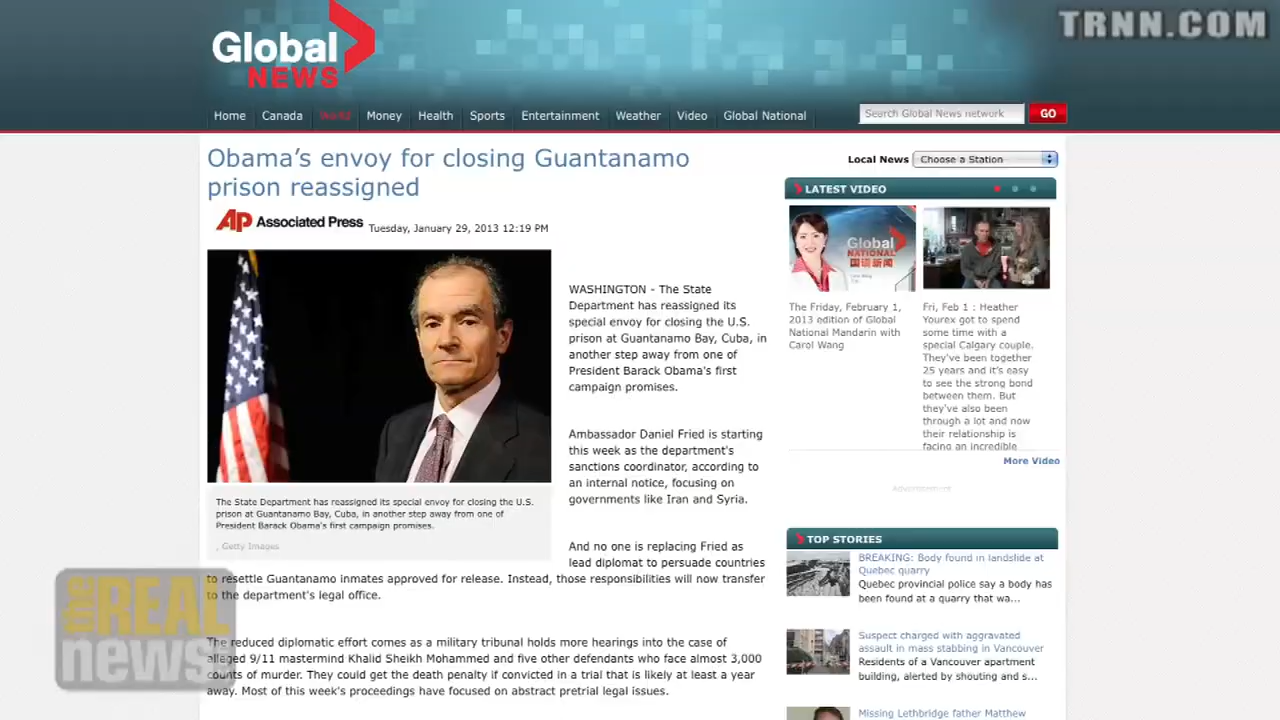 TRNN.COM
Global
NEWS
Home
Canada
World
Money
Health
Sports
Entertainment
Weather
Video
Global National
Search Global News network
GO
Obama's envoy for closing Guantanamo
prison reassigned
AP Associated Press
Tuesday, January 29, 2013 12:19 PM
The State Department has reassigned its special envoy for closing the U.S.
prison at Guantanamo Bay, Cuba, in another step away from one of
President Barack Obama's first campaign promises.
, Getty Images
WASHINGTON - The State
Department has reassigned its
special envoy for closing the U.S.
prison at Guantanamo Bay, Cuba, in
another step away from one of
President Barack Obama's first
campaign promises.
Ambassador Daniel Fried is starting
this week as the department's
sanctions coordinator, according to
an internal notice, focusing on
governments like Iran and Syria.
And no one is replacing Fried as
lead diplomat to persuade countries
to resettle Guantanamo inmates approved for release. Instead, those responsibilities will now transfer
to the department's legal office.
The reduced diplomatic effort comes as a military tribunal holds more hearings into the case of
alleged 9/11 mastermind Khalid Sheikh Mohammed and five other defendants who face almost 3,000
counts of murder. They could get the death penalty if convicted in a trial that is likely at least a year
away. Most of this week's proceedings have focused on abstract pretrial legal issues.
Local News
Choose a Station
LATEST VIDEO
Global
NATIONAL
国语新闻
The Friday, February 1,
2013 edition of Global
National Mandarin with
Carol Wang
Fri, Feb 1 : Heather
Yourex got to spend
some time with a
special Calgary couple.
They've been together
25 years and it's easy
to see the strong bond
between them. But
they've also been
through a lot and now
their relationship is
facing an incredible
More Video
ADVERTISEMENT
TOP STORIES
BREAKING: Body found in landslide at
Quebec quarry
Quebec provincial police say a body has
been found at a quarry that wa...
Suspect charged with aggravated
assault in mass stabbing in Vancouver
Residents of a Vancouver apartment
building, alerted by shouting and s...
Missing Lethbridge father Matthew
the REAL
news